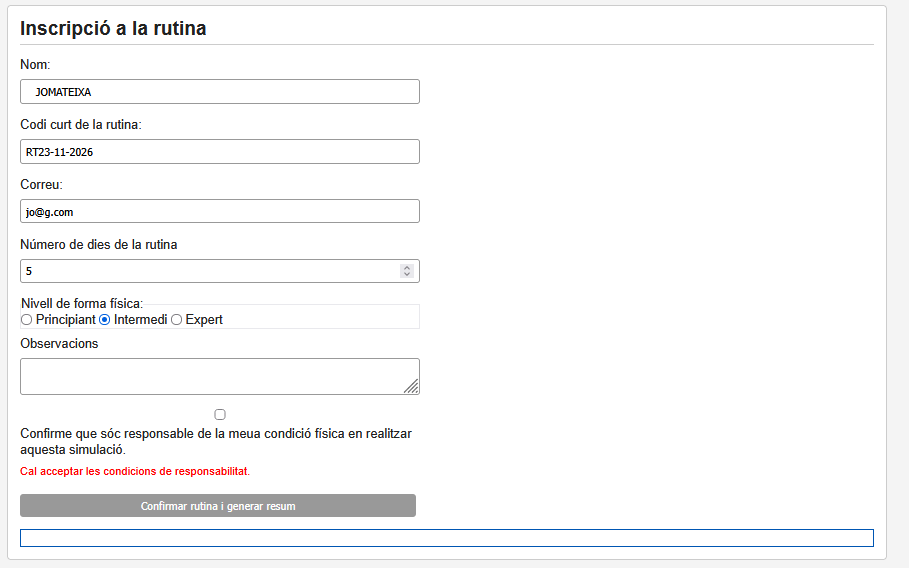 Inscripció a la rutina
Nom:
JOMATEIXA
Codi curt de la rutina:
RT23-11-2026
Correu:
jo@g.com
Número de dies de la rutina
5
Nivell de forma física:
Principiant Intermedi Expert
Observacions
Confirme que sóc responsable de la meua condició física en realitzar
aquesta simulació.
Cal acceptar les condicions de responsabilitat.
Confirmar rutina i generar resum